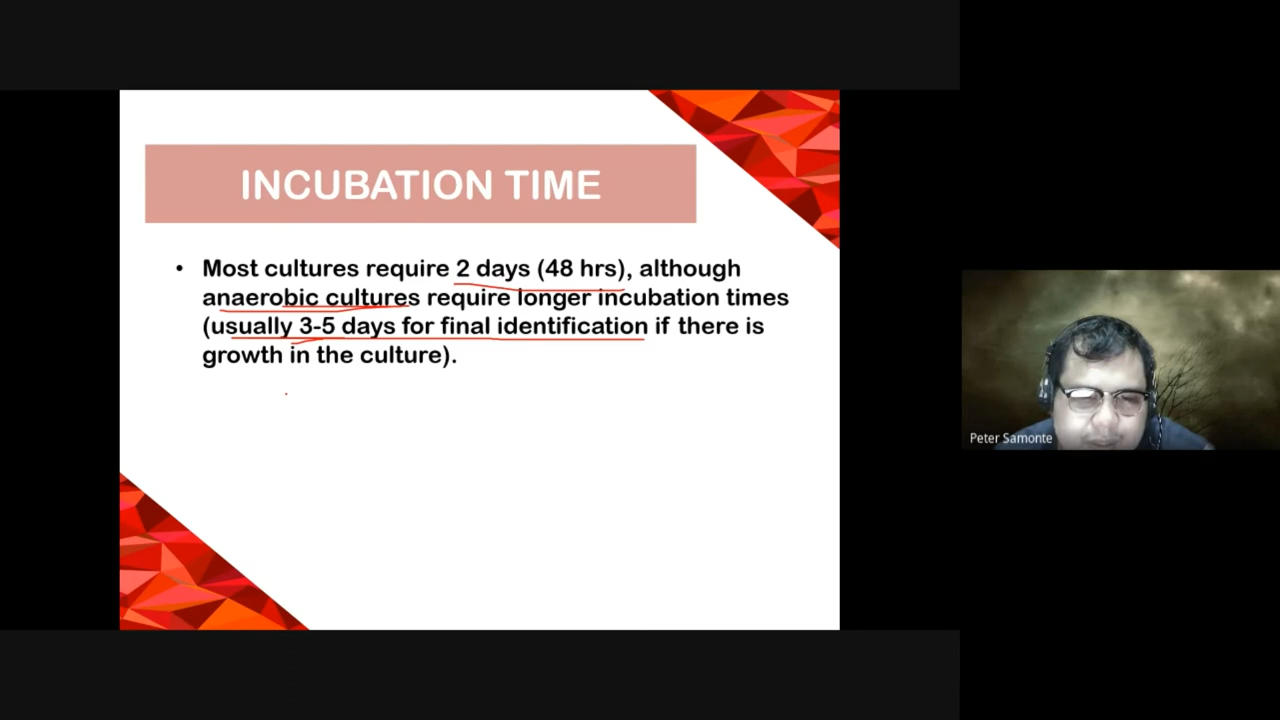 INCUBATION TIME
• Most cultures require 2 days (48 hrs), although
anaerobic cultures require longer incubation times
(usually 3-5 days for final identification if there is
growth in the culture).
Peter Samonte